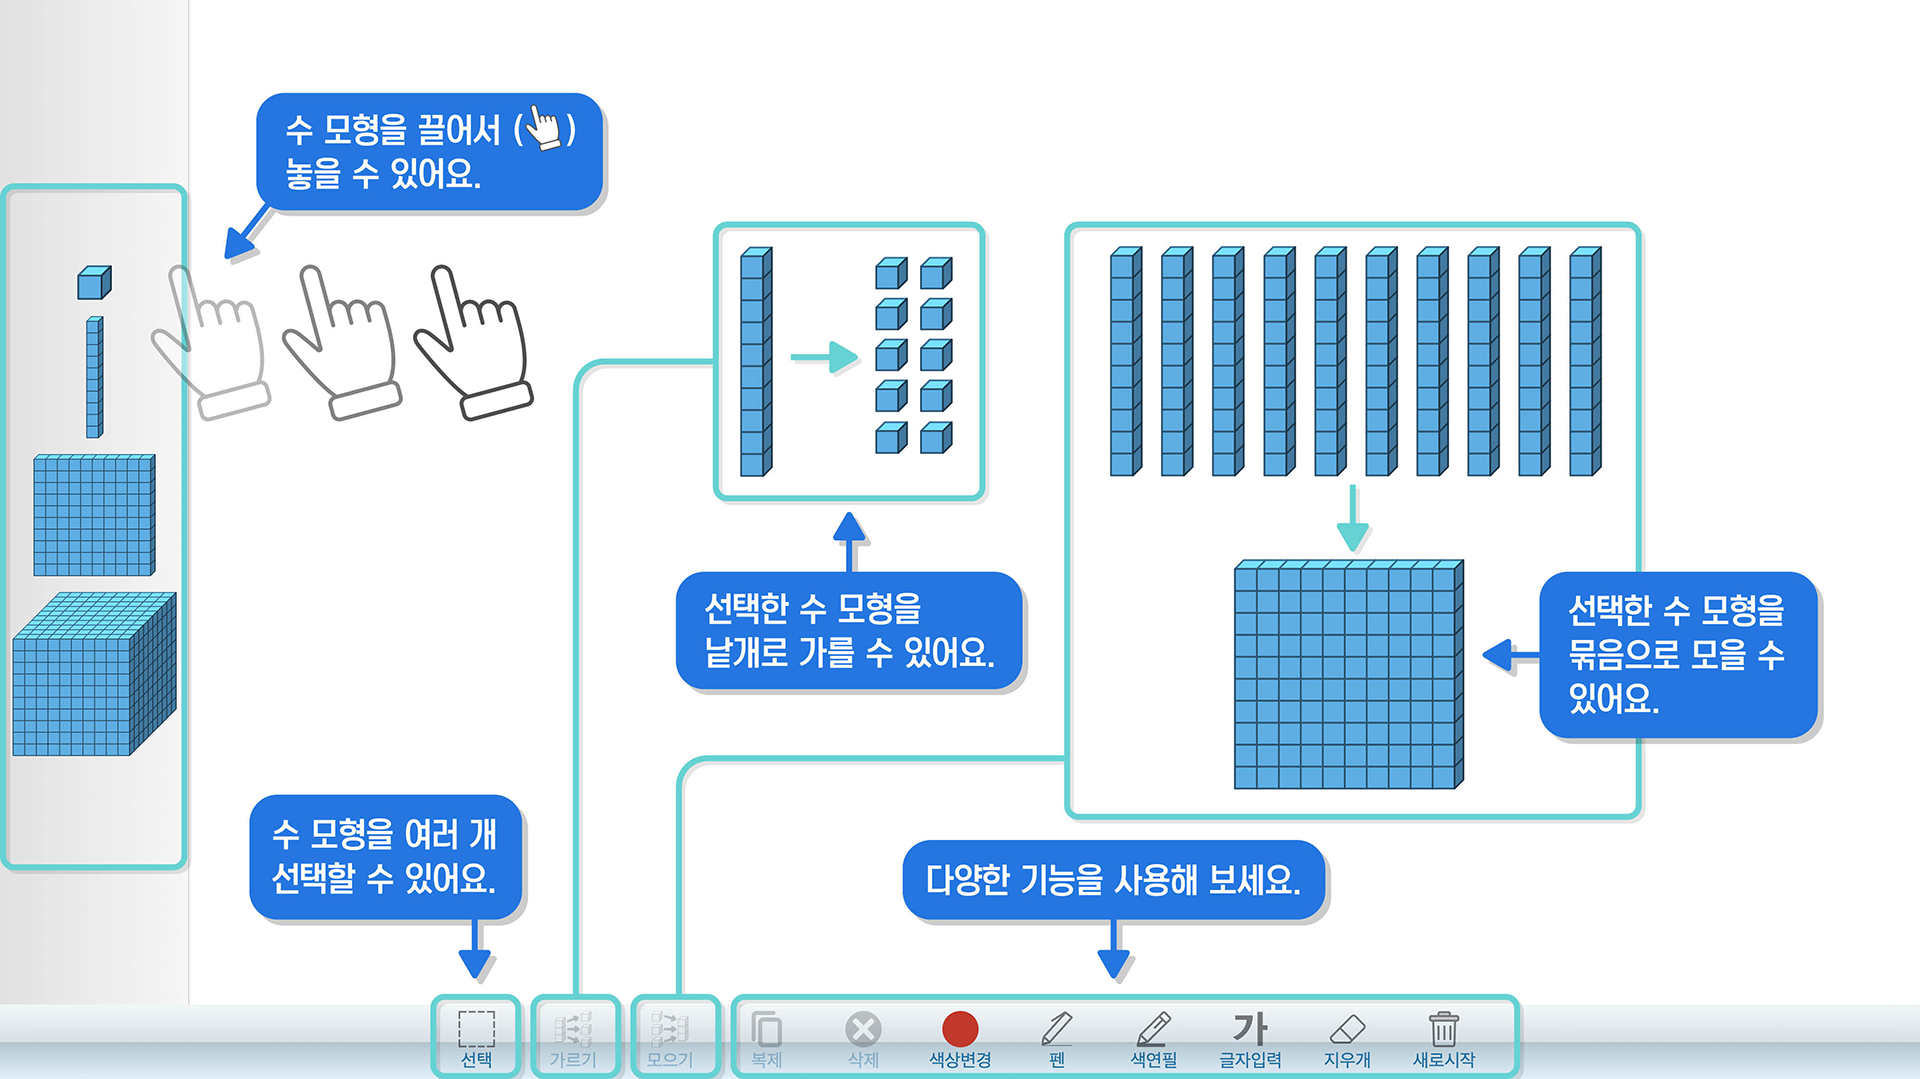 수 모형을 끌어서 ( )
놓을 수 있어요.
선택한 수 모형을
낱개로 가를 수 있어요.
선택한 수 모형을
묶음으로 모을 수
있어요.
수 모형을 여러 개
선택할 수 있어요.
다양한 기능을 사용해 보세요.
선택
가르기
모으기
복제
삭제
색상변경
펜
색연필
가
글자입력
지우개
새로시작